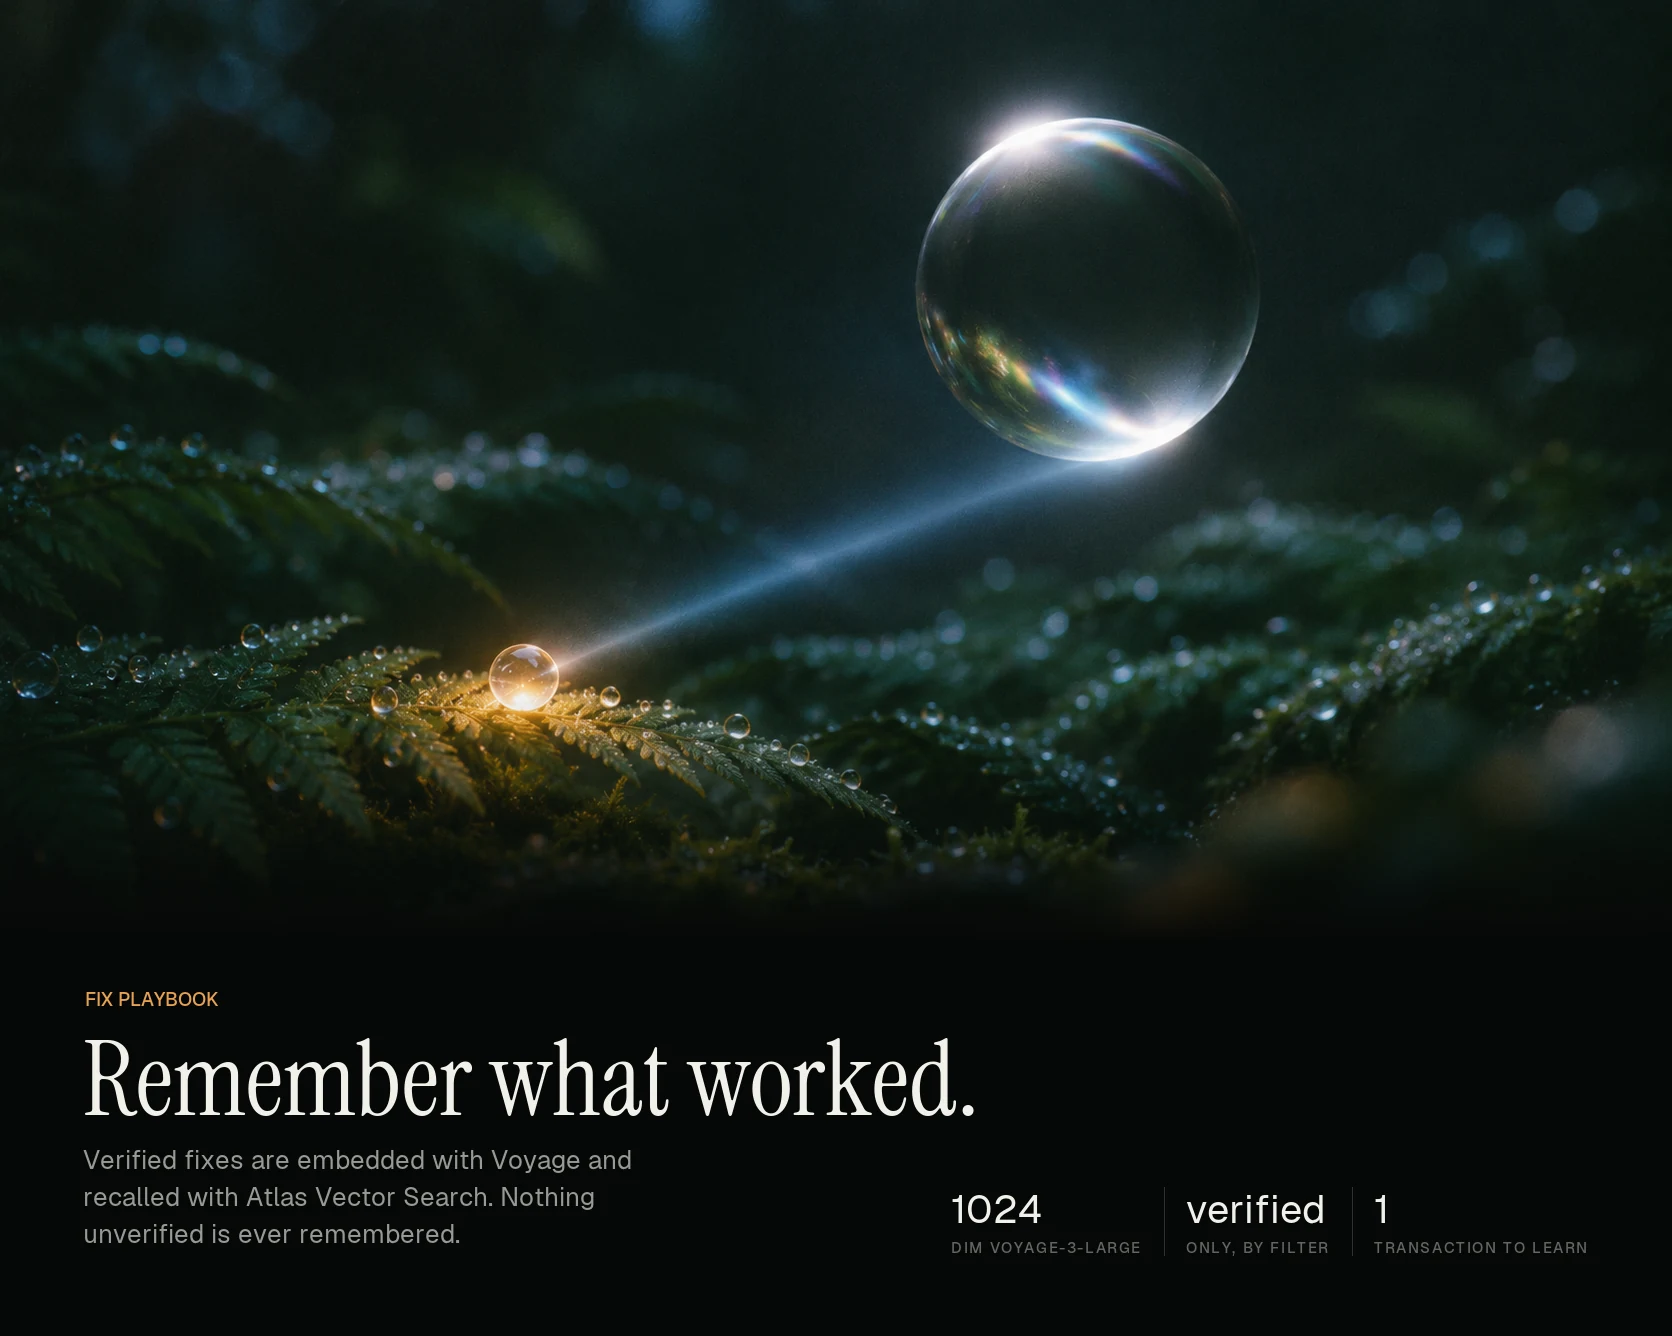 FIX PLAYBOOK
Remember what worked.
Verified fixes are embedded with Voyage and
recalled with Atlas Vector Search. Nothing
unverified is ever remembered.
1024
DIM VOYAGE-3-LARGE
verified
ONLY, BY FILTER
1
TRANSACTION TO LEARN